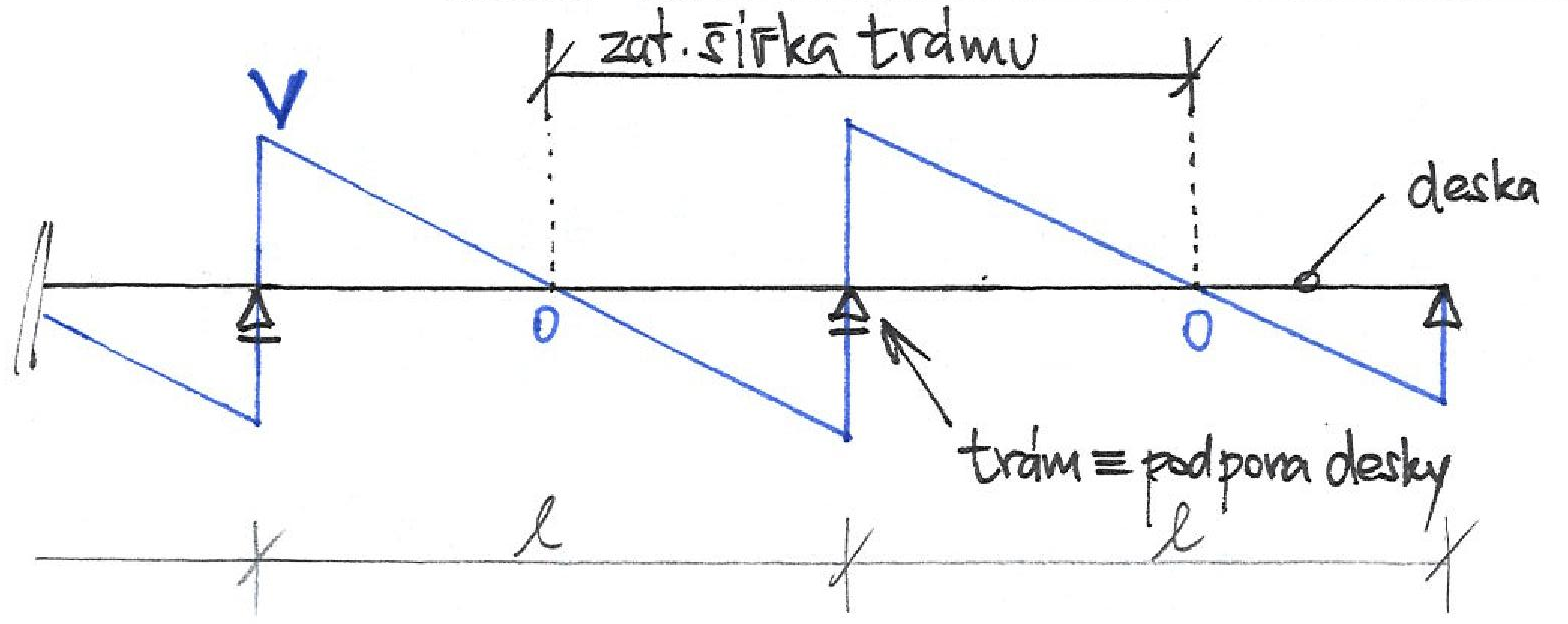 zat. šířka trámu
V
deska
0
0
trám ≡ podpora desky
l
l